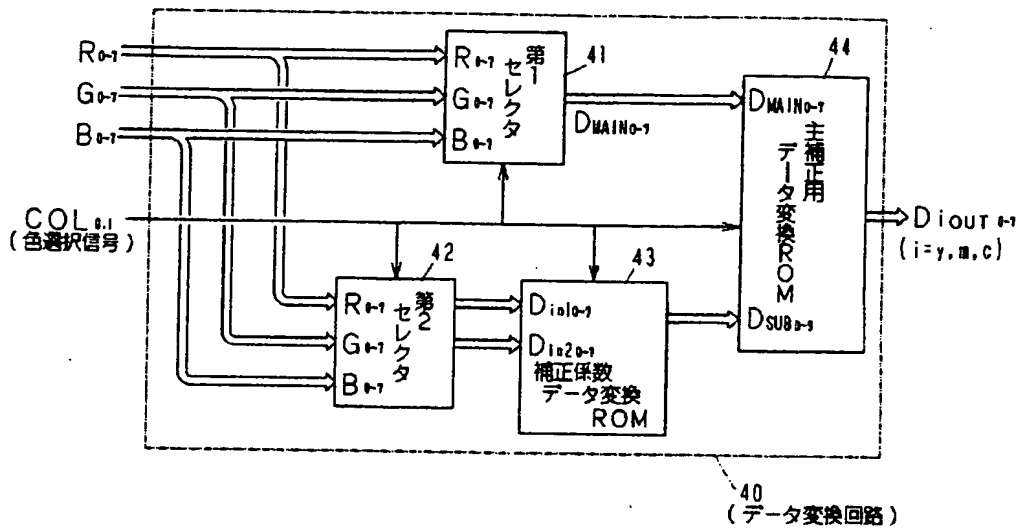 R0~7
G0~7
B0~7
COL0,1
(色選択信号)
R0~7
G0~7
B0~7
第1セレクタ
41
DMAIN0~7
DMAIN0~7
主補正用データ変換ROM
DSUB0~9
44
DiOUT 0~7
(i=y,m,c)
R0~7
G0~7
B0~7
第2セレクタ
42
Din10~7
Din20~7
補正係数
データ変換
ROM
43
40
(データ変換回路)